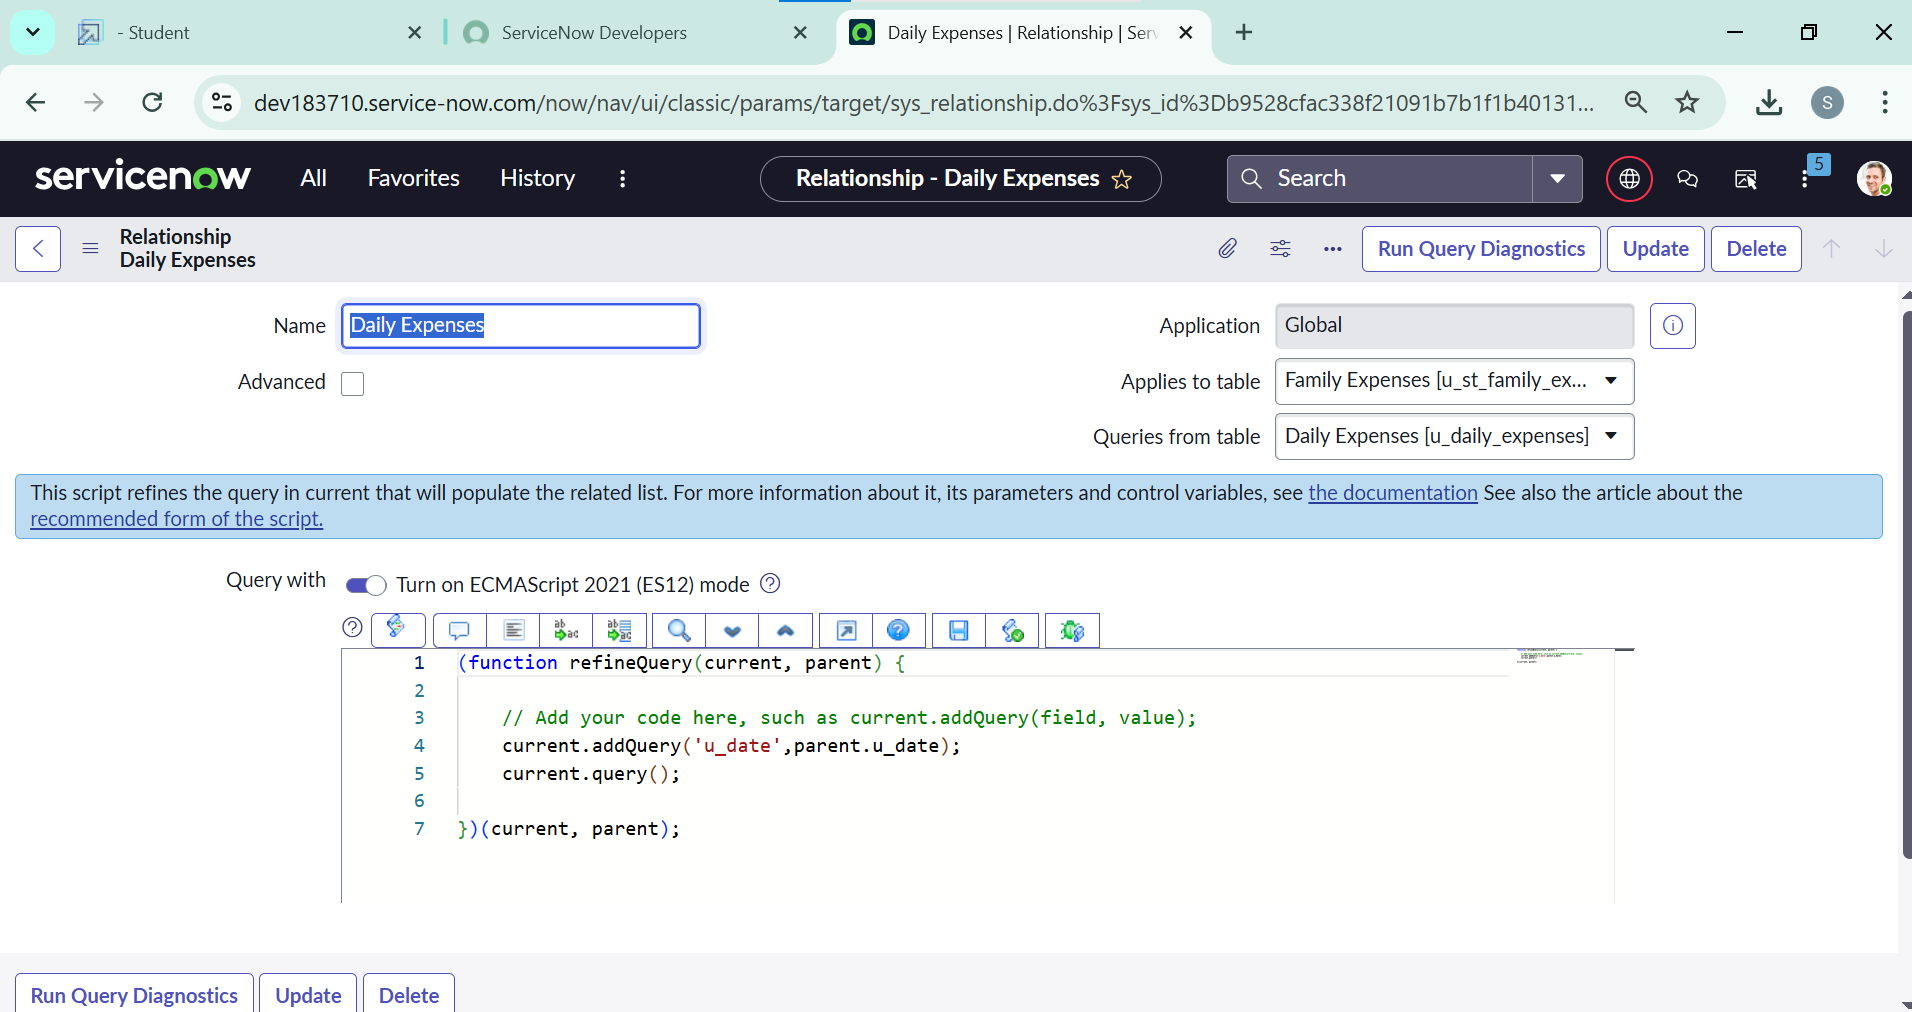 - Student
ServiceNow Developers
Daily Expenses | Relationship | Serv
dev183710.service-now.com/now/nav/ui/classic/params/target/sys_relationship.do%3Fsys_id%3Db9528cfac338f21091b7b1f1b40131...
S
servicenow
All
Favorites
History
Relationship - Daily Expenses
Search
5
Relationship
Daily Expenses
Run Query Diagnostics
Update
Delete
Name
Daily Expenses
Application
Global
Advanced
Applies to table
Family Expenses [u_st_family_ex...
Queries from table
Daily Expenses [u_daily_expenses]
This script refines the query in current that will populate the related list. For more information about it, its parameters and control variables, see the documentation See also the article about the
recommended form of the script.
Query with
Turn on ECMAScript 2021 (ES12) mode
1 (function refineQuery(current, parent) {
2
3 // Add your code here, such as current.addQuery(field, value);
4 current.addQuery('u_date',parent.u_date);
5 current.query();
6
7 })(current, parent);
Run Query Diagnostics
Update
Delete